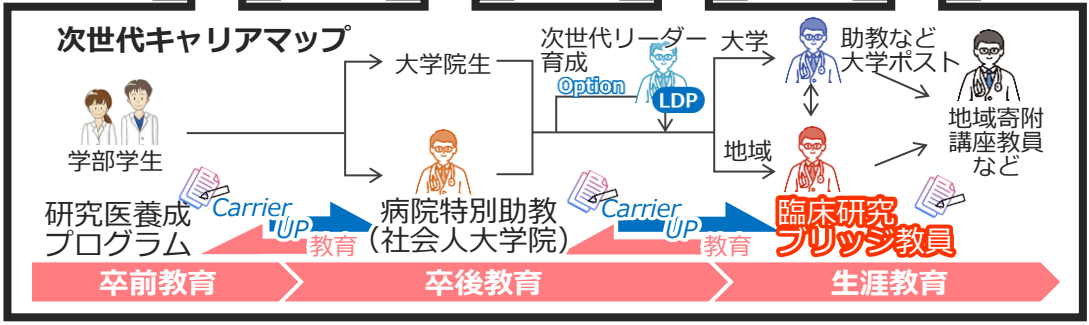 次世代キャリアマップ
学部学生
大学院生
次世代リーダー
育成
Option
LDP
大学
地域
助教など
大学ポスト
地域寄附
講座教員
など
研究医養成
プログラム
Carrier
UP
教育
病院特別助教
(社会人大学院)
Carrier
UP
教育
臨床研究
ブリッジ教員
卒前教育
卒後教育
生涯教育